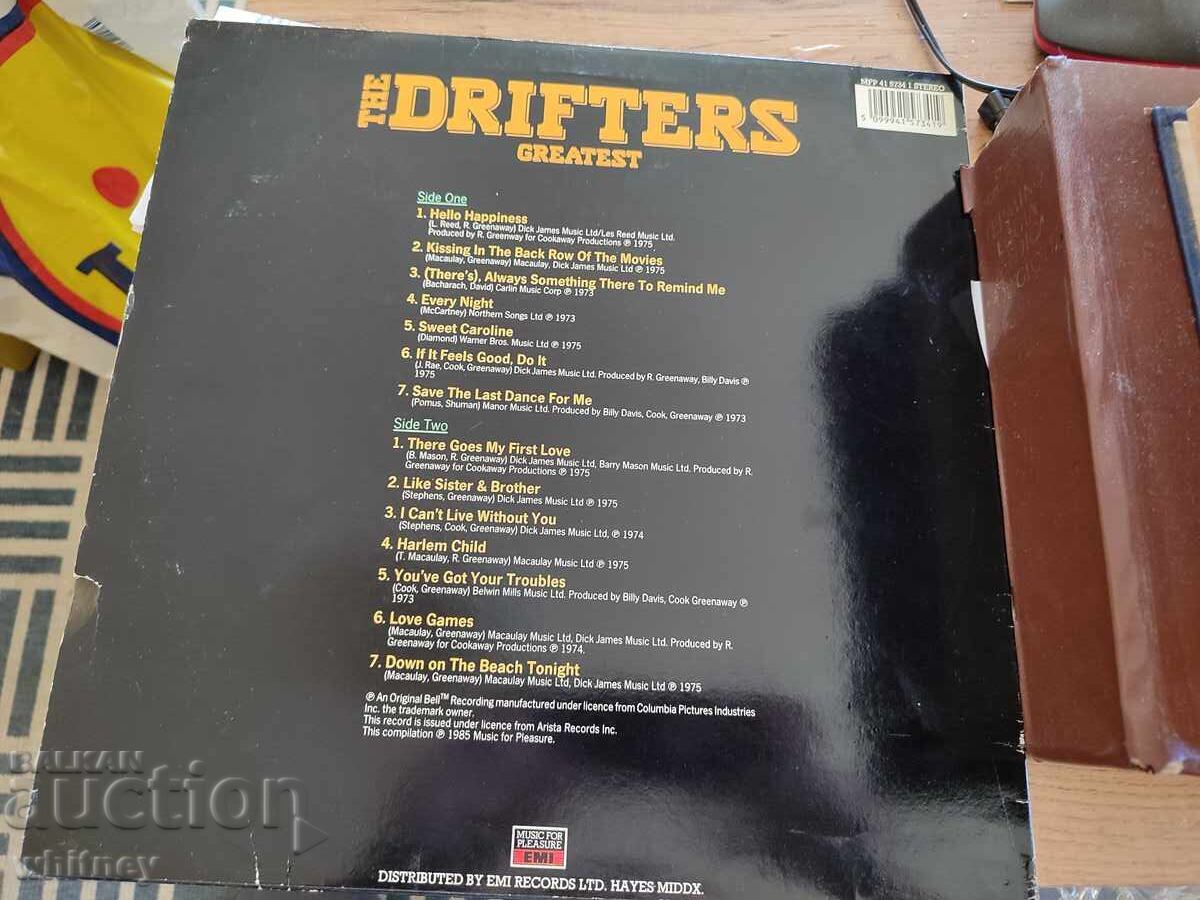 THE DRIFTERS
GREATEST
MFP 41 5734 1 STEREO
5 099941 573419
Side One
1. Hello Happiness
(L. Reed, R. Greenaway) Dick James Music Ltd/Les Reed Music Ltd.
Produced by R. Greenway for Cookaway Productions ℗ 1975
2. Kissing In The Back Row Of The Movies
(Macaulay, Greenaway) Macaulay, Dick James Music Ltd ℗ 1975
3. (There's), Always Something There To Remind Me
(Bacharach, David) Carlin Music Corp ℗ 1973
4. Every Night
(McCartney) Northern Songs Ltd ℗ 1973
5. Sweet Caroline
(Diamond) Warner Bros. Music Ltd ℗ 1975
6. If It Feels Good, Do It
(J. Rae, Cook, Greenaway) Dick James Music Ltd. Produced by R. Greenaway, Billy Davis ℗
1975
7. Save The Last Dance For Me
(Pomus, Shuman) Manor Music Ltd. Produced by Billy Davis, Cook, Greenaway ℗ 1973
Side Two
1. There Goes My First Love
(B. Mason, R. Greenaway) Dick James Music Ltd, Barry Mason Music Ltd. Produced by R.
Greenaway for Cookaway Productions ℗ 1975
2. Like Sister & Brother
(Stephens, Greenaway) Dick James Music Ltd ℗ 1975
3. I Can't Live Without You
(Stephens, Cook, Greenaway) Dick James Music Ltd, ℗ 1974
4. Harlem Child
(T. Macaulay, R. Greenaway) Macaulay Music Ltd ℗ 1975
5. You've Got Your Troubles
(Cook, Greenaway) Belwin Mills Music Ltd. Produced by Billy Davis, Cook Greenaway ℗
1973
6. Love Games
(Macaulay, Greenaway) Macaulay Music Ltd, Dick James Music Ltd. Produced by R.
Greenaway for Cookaway Productions ℗ 1974.
7. Down on The Beach Tonight
(Macaulay, Greenaway) Macaulay Music Ltd, Dick James Music Ltd ℗ 1975
℗ An Original Bell™ Recording manufactured under licence from Columbia Pictures Industries
Inc. the trademark owner.
This record is issued under licence from Arista Records Inc.
This compilation ℗ 1985 Music for Pleasure.
MUSIC FOR
PLEASURE
EMI
DISTRIBUTED BY EMI RECORDS LTD. HAYES MIDDX.
BALKAN
auction
whitney